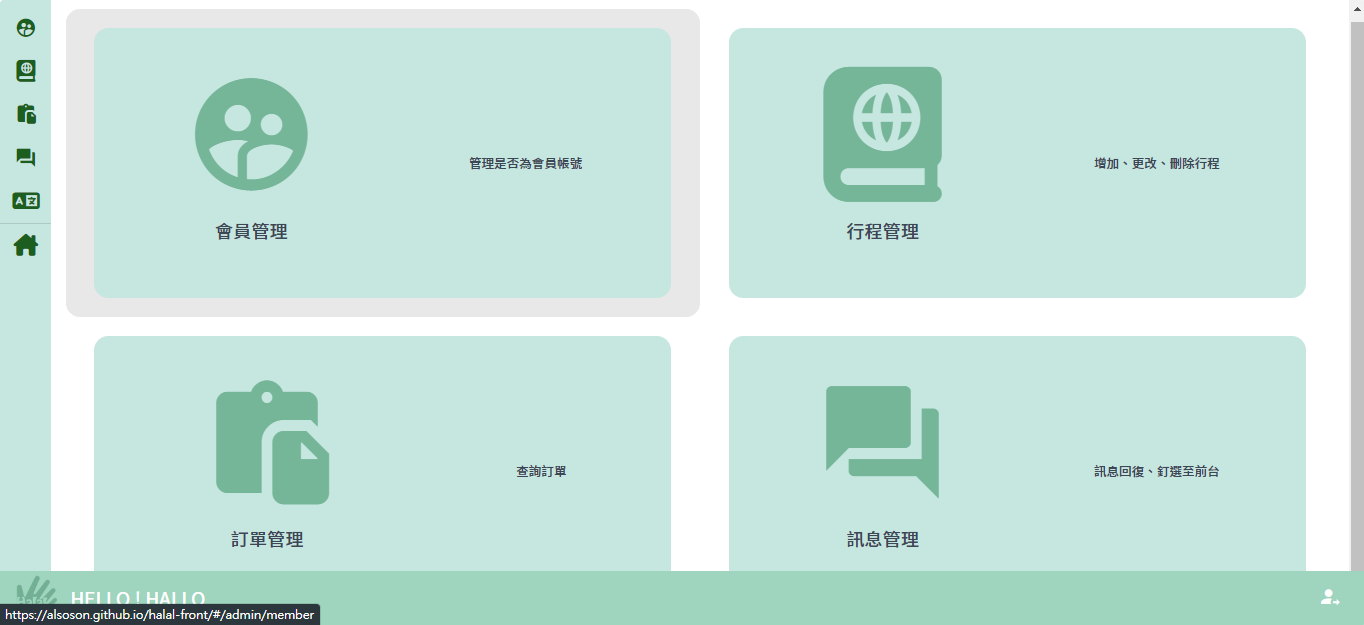 管理是否為會員帳號
增加、更改、刪除行程
會員管理
行程管理
A
查詢訂單
訊息回復、釘選至前台
訂單管理
訊息管理
HELLO ! HALLO
https://alsoson.github.io/halal-front/#/admin/member